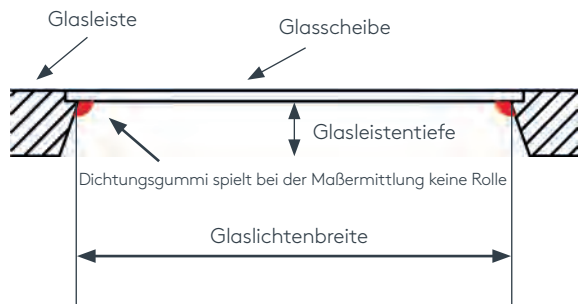 Glasleiste
Glasscheibe
Glasleistentiefe
Dichtungsgummi spielt bei der Maßermittlung keine Rolle
Glaslichtenbreite